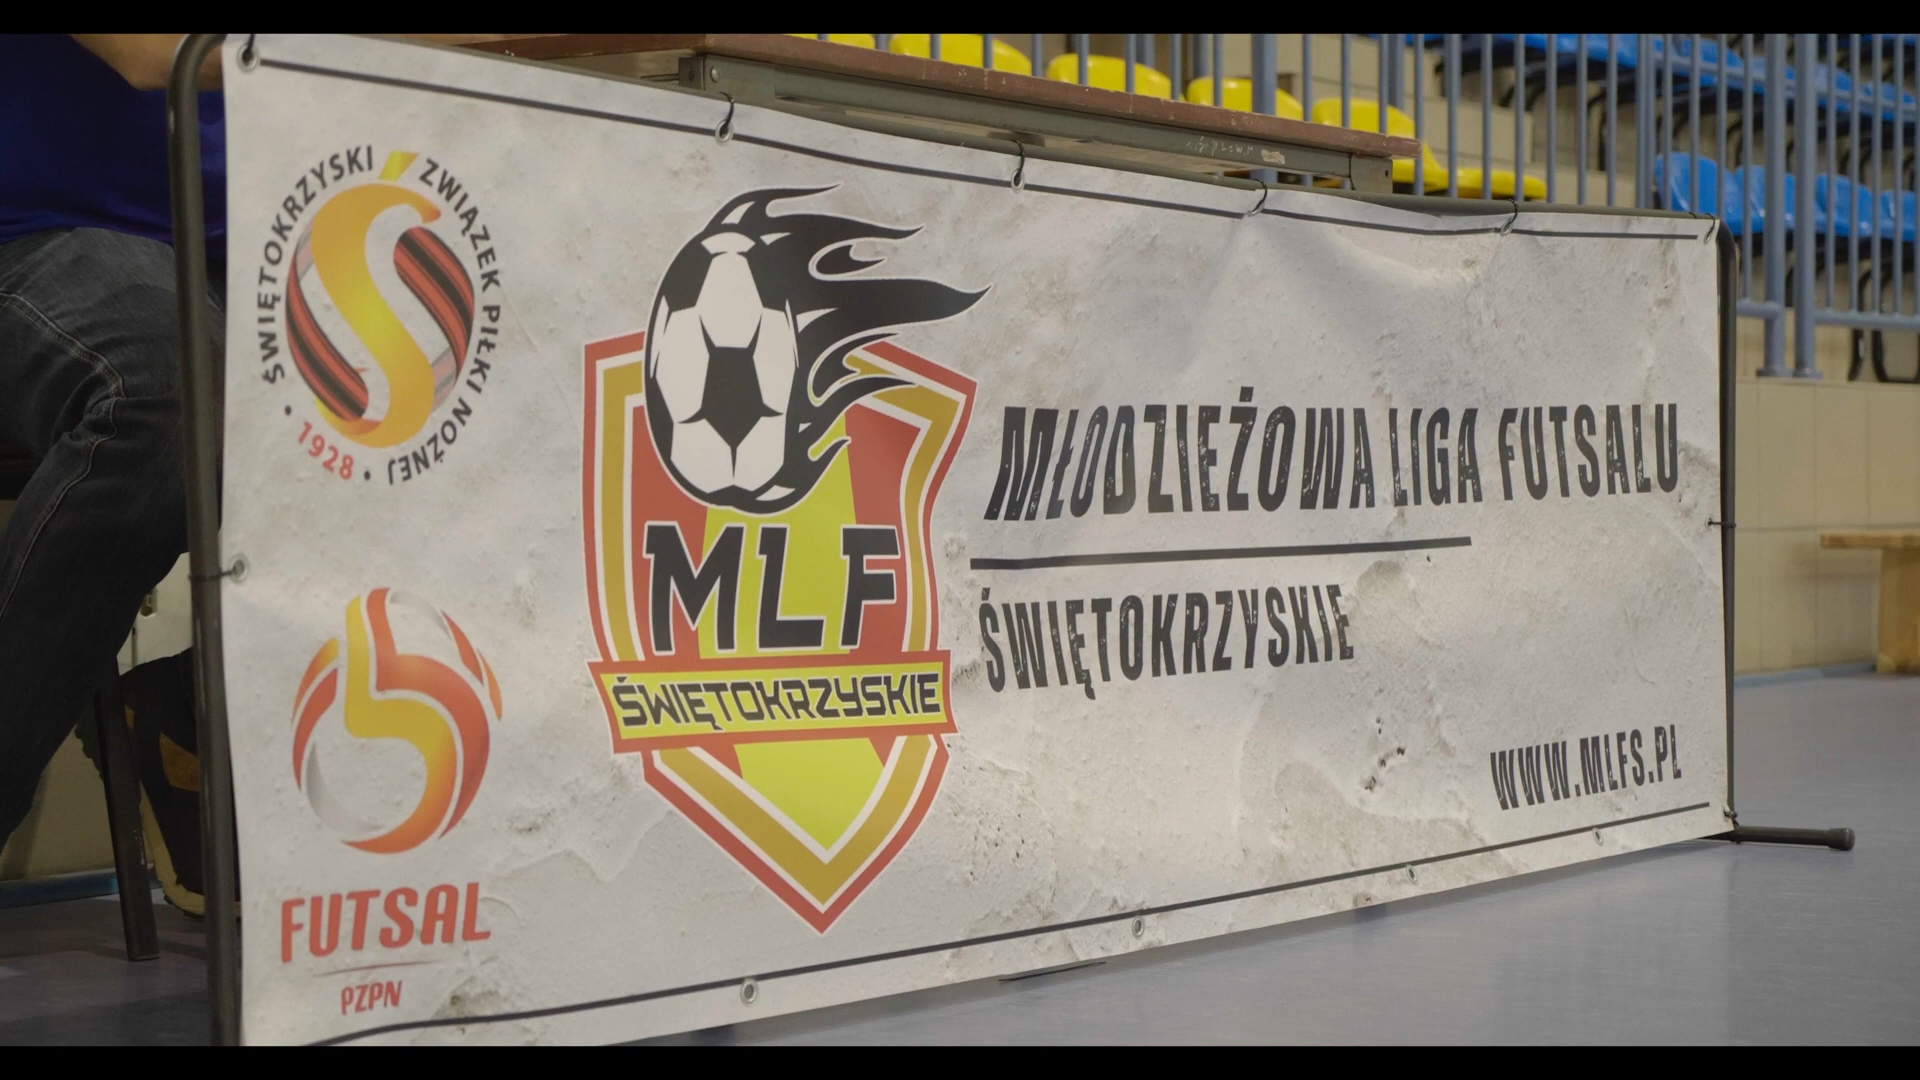 ŚWIĘTOKRZYSKI ZWIĄZEK PIŁKI NOŻNEJ
• 1928 •
FUTSAL
PZPN
MLF
ŚWIĘTOKRZYSKIE
MŁODZIEŻOWA LIGA FUTSALU
ŚWIĘTOKRZYSKIE
WWW.MLFS.PL